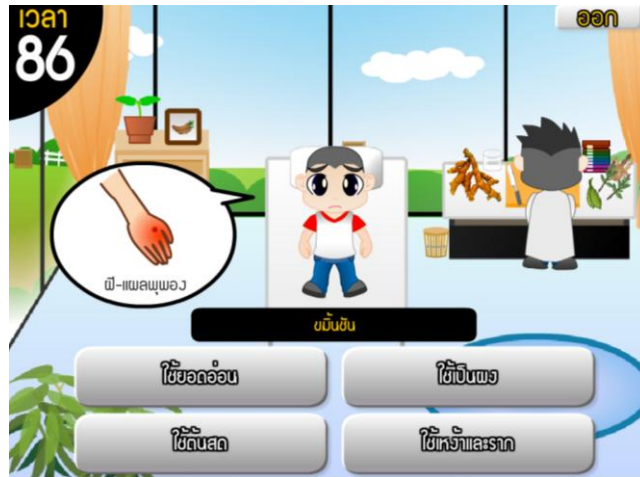 เวลา
86
ออก
ฝี-แผลพุพอง
ขมิ้นชัน
ใช้ยอดอ่อน
ใช้เป็นผง
ใช้ต้นสด
ใช้เหง้าและราก